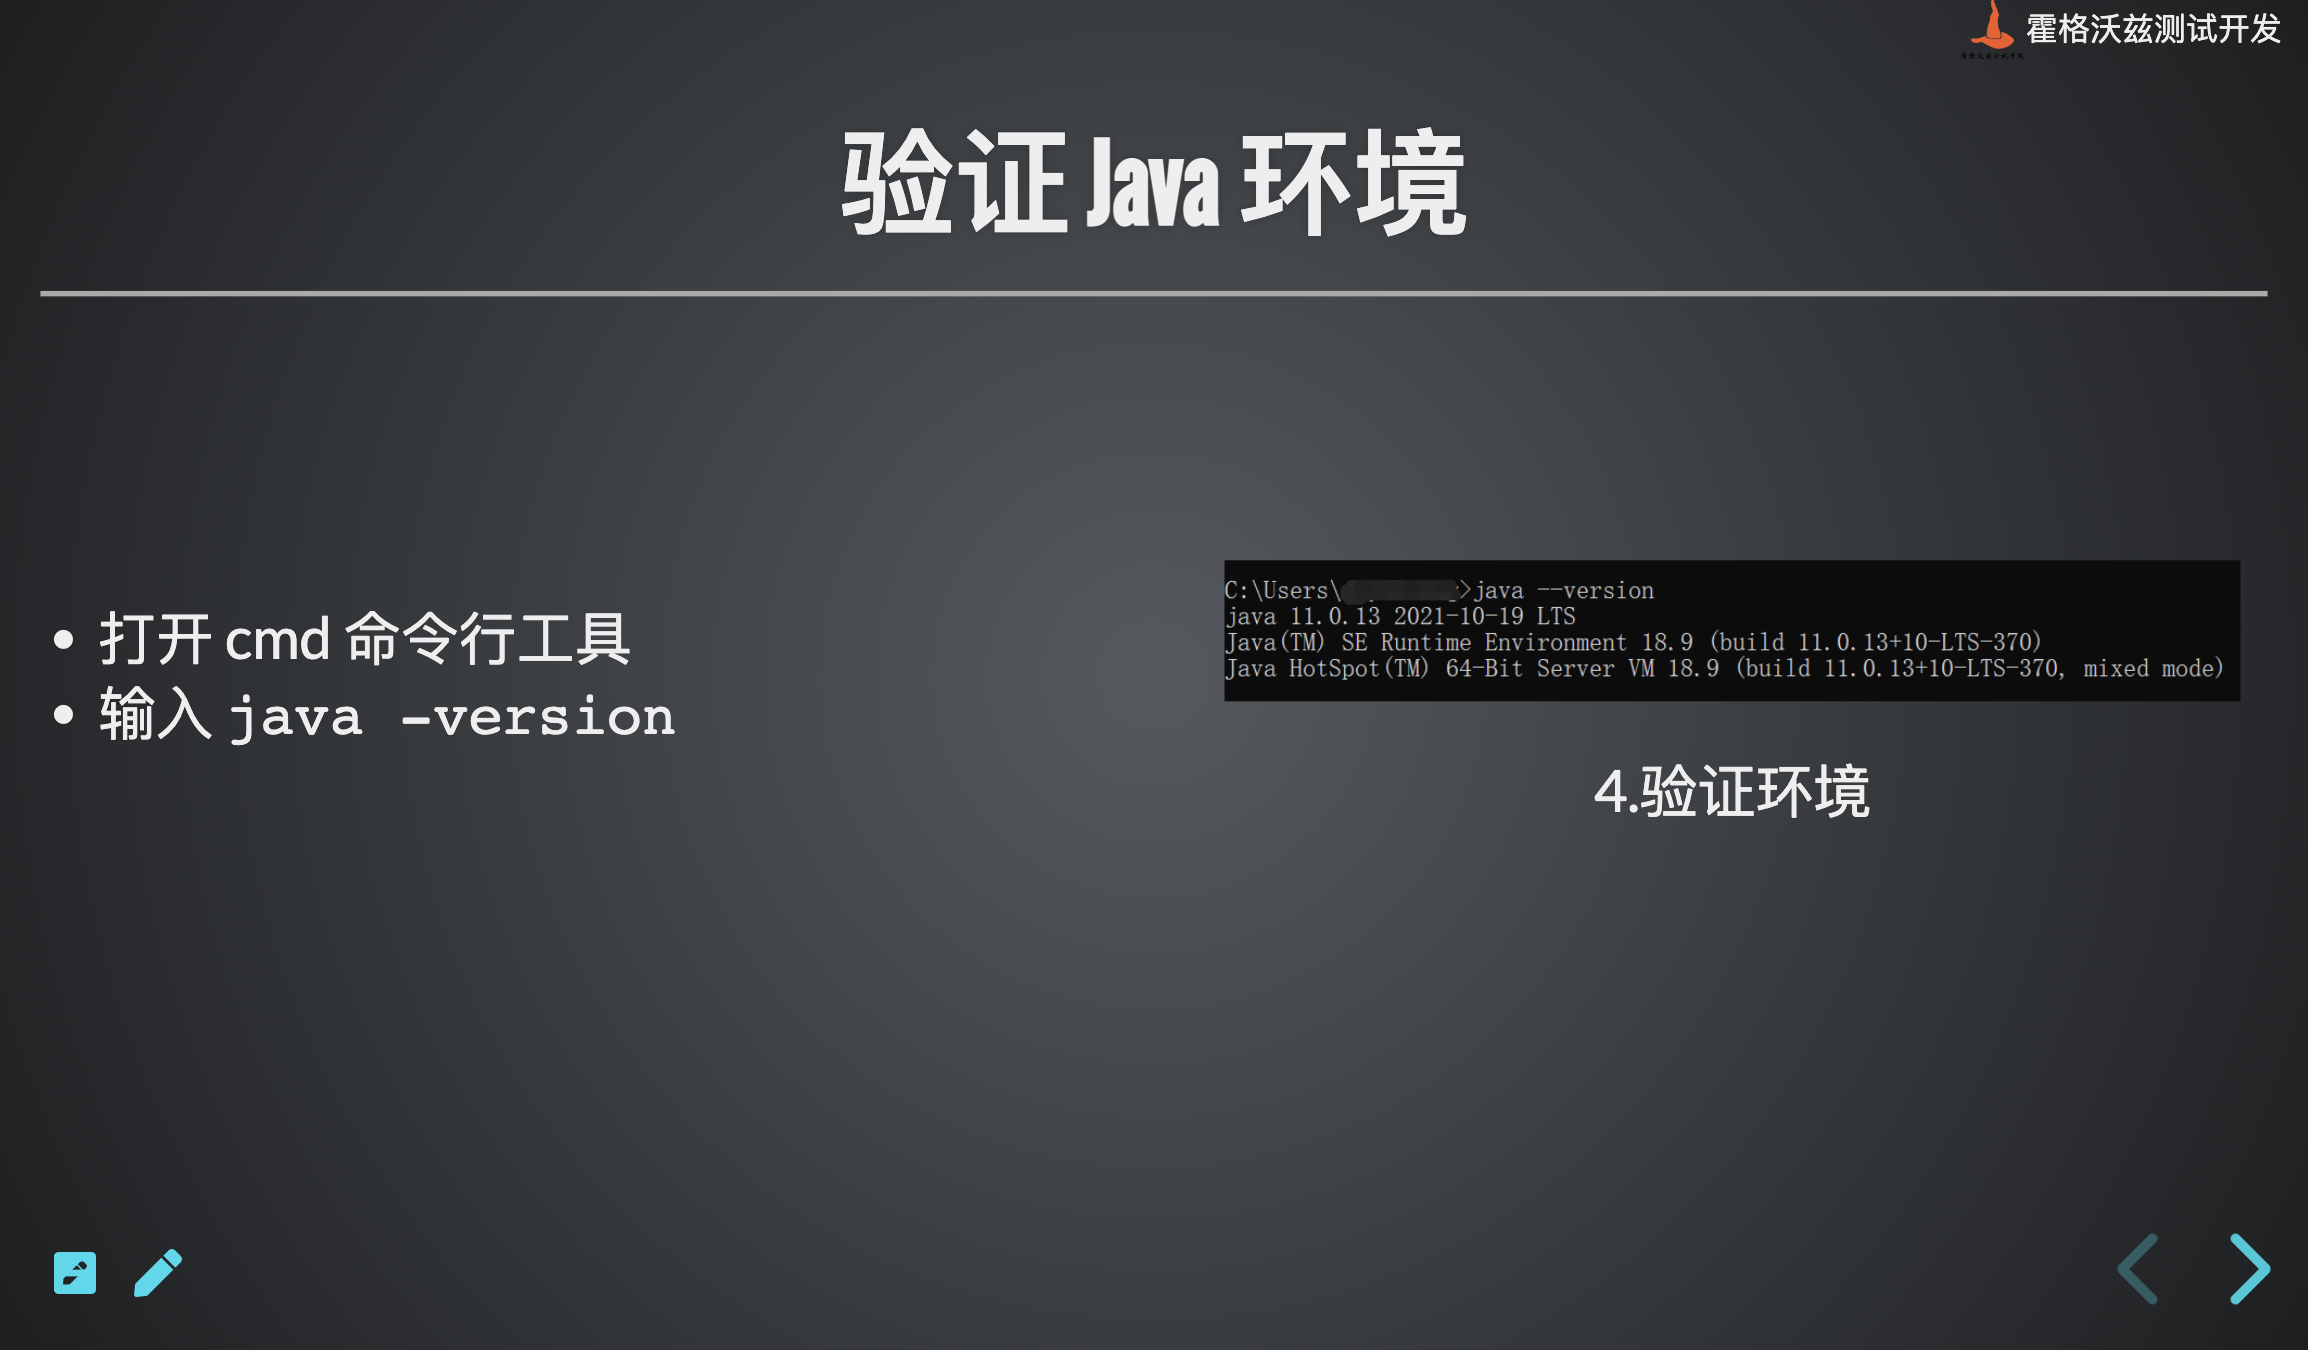 霍格沃兹测试开发
验证 Java 环境
打开 cmd 命令行工具
输入 java -version
C:\Users\ >java --version
java 11.0.13 2021-10-19 LTS
Java(TM) SE Runtime Environment 18.9 (build 11.0.13+10-LTS-370)
Java HotSpot(TM) 64-Bit Server VM 18.9 (build 11.0.13+10-LTS-370, mixed mode)
4.验证环境